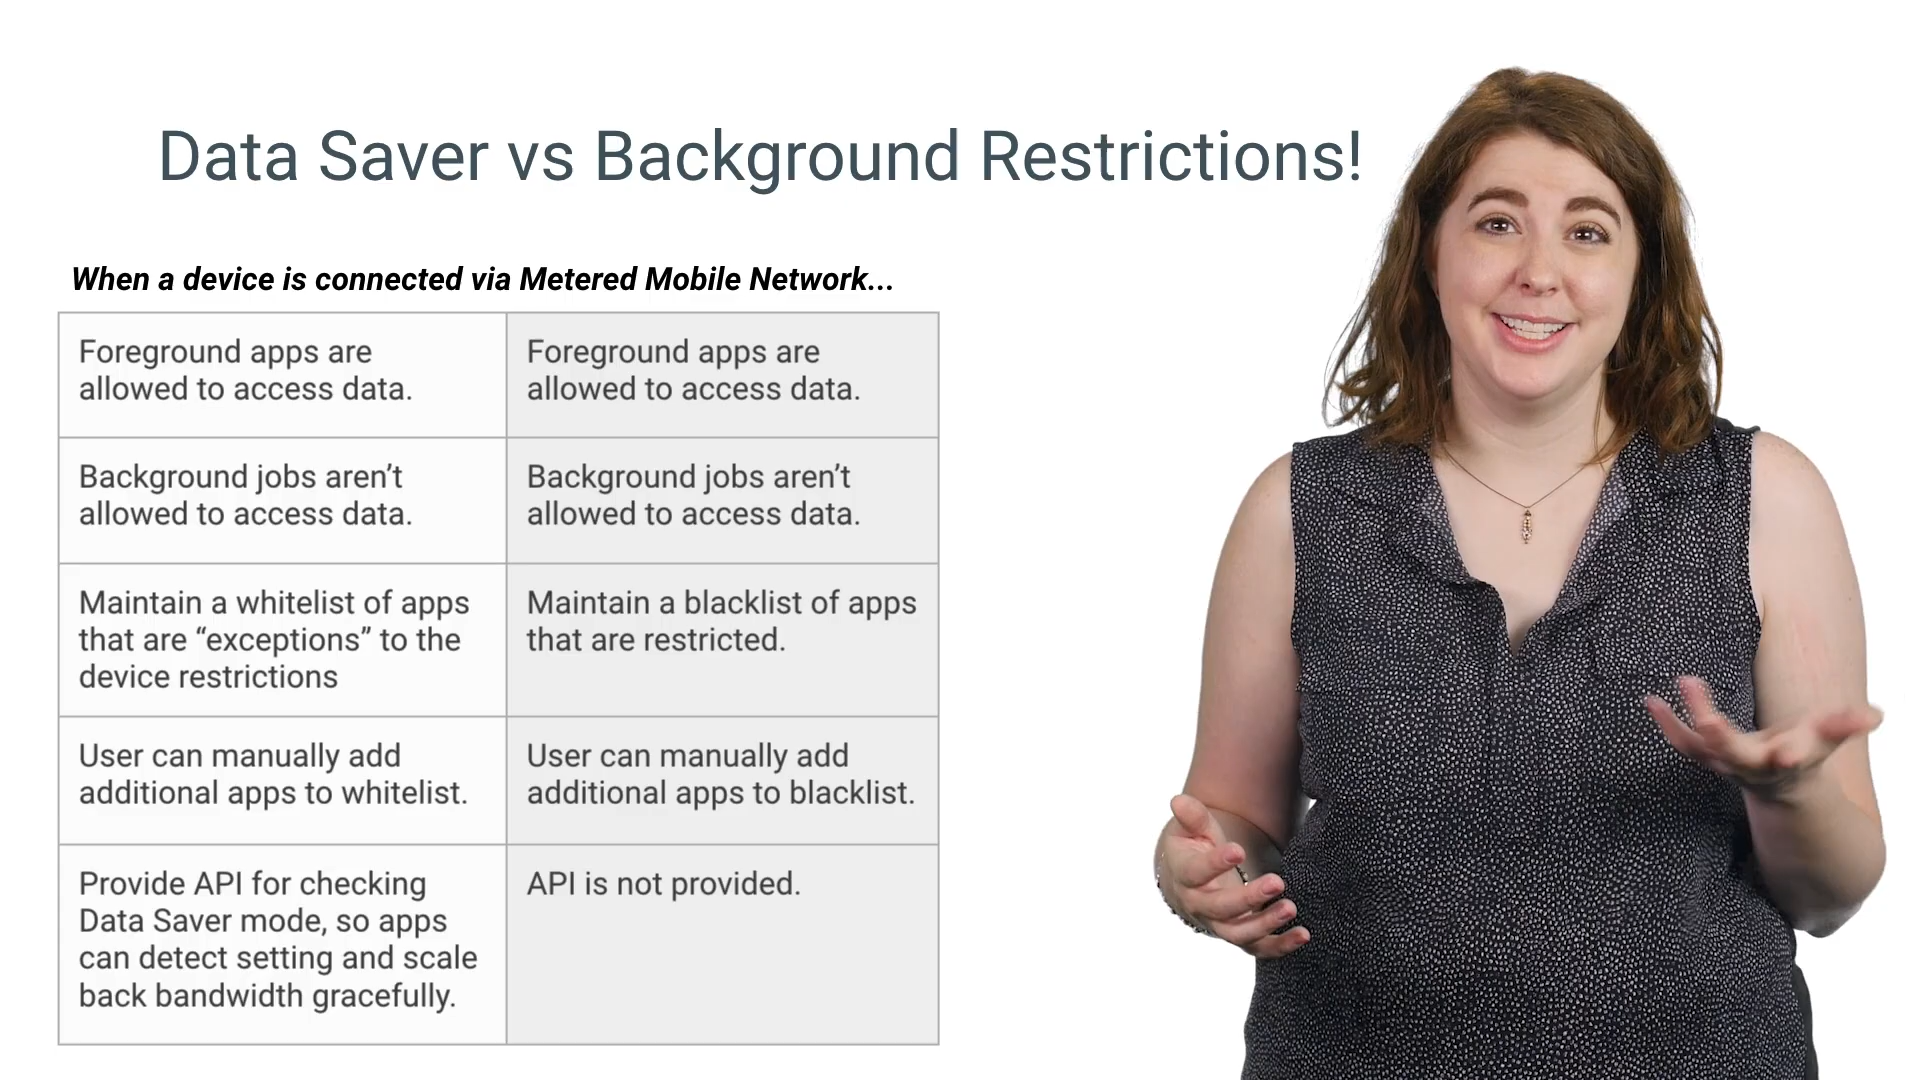 Data Saver vs Background Restrictions!
When a device is connected via Metered Mobile Network...
Foreground apps are
allowed to access data.
Foreground apps are
allowed to access data.
Background jobs aren’t
allowed to access data.
Background jobs aren’t
allowed to access data.
Maintain a whitelist of apps
that are “exceptions” to the
device restrictions
Maintain a blacklist of apps
that are restricted.
User can manually add
additional apps to whitelist.
User can manually add
additional apps to blacklist.
Provide API for checking
Data Saver mode, so apps
can detect setting and scale
back bandwidth gracefully.
API is not provided.